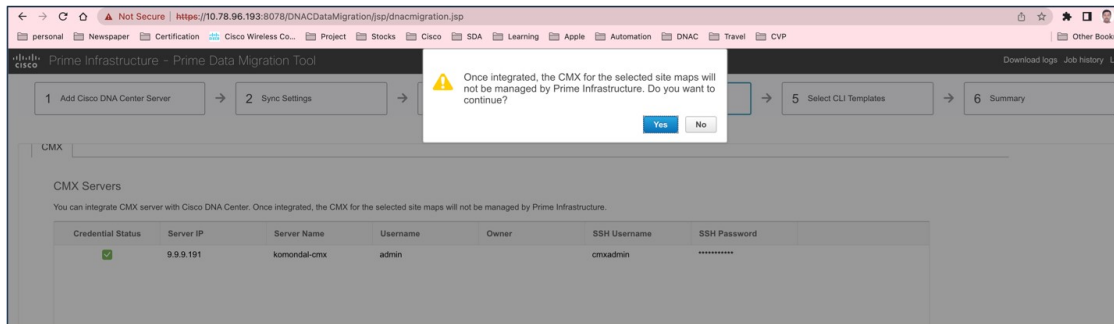 Not Secure | https://10.78.96.193:8078/DNACDataMigration/jsp/dnacmigration.jsp
personal Newspaper Certification Cisco Wireless Co... Project Stocks Cisco SDA Learning Apple Automation DNAC Travel CVP Other Book
CISCO Prime Infrastructure - Prime Data Migration Tool Download logs Job history L
Once integrated, the CMX for the selected site maps will
not be managed by Prime Infrastructure. Do you want to
continue?
Yes No
1 Add Cisco DNA Center Server → 2 Sync Settings → → 5 Select CLI Templates → 6 Summary
CMX
CMX Servers
You can integrate CMX server with Cisco DNA Center. Once integrated, the CMX for the selected site maps will not be managed by Prime Infrastructure.
Credential Status Server IP Server Name Username Owner SSH Username SSH Password
9.9.9.191 komondal-cmx admin cmxadmin ***********